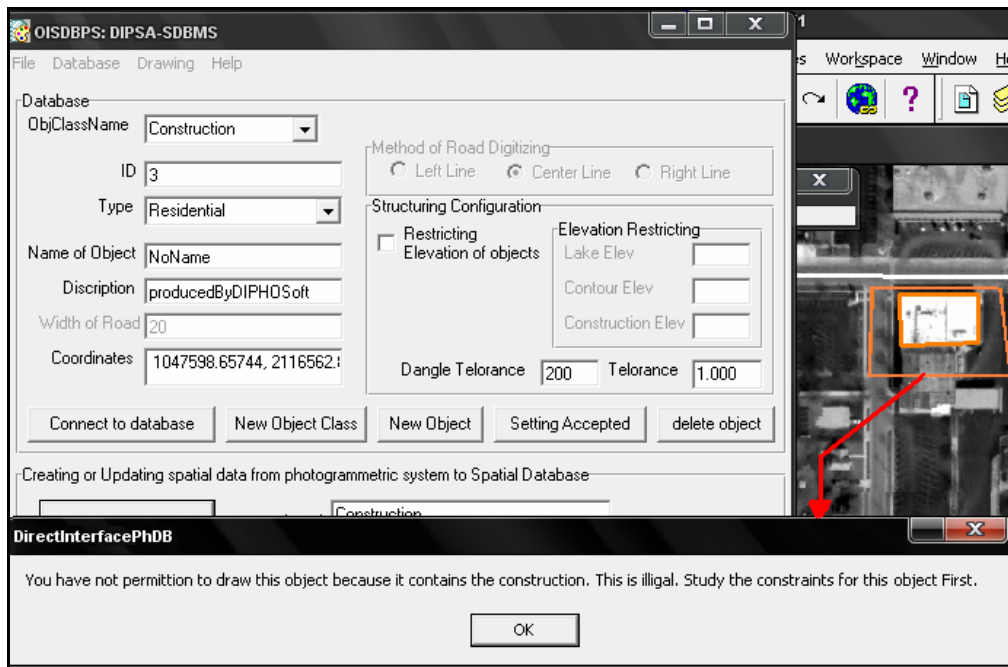 OISDBPS: DIPSA-SDBMS
1
File Database Drawing Help
Workspace Window
Database
ObjClassName Construction
ID 3
Type Residential
Name of Object NoName
Discription producedByDIPHOSoft
Width of Road 20
Coordinates 1047598.65744, 2116562.
Method of Road Digitizing
Left Line Center Line Right Line
Structuring Configuration
Restricting
Elevation of objects
Elevation Restricting
Lake Elev
Contour Elev
Construction Elev
Dangle Telorance 200 Telorance 1.000
Connect to database New Object Class New Object Setting Accepted delete object
Creating or Updating spatial data from photogrammetric system to Spatial Database
Construction
DirectInterfacePhDB
You have not permittion to draw this object because it contains the construction. This is illigal. Study the constraints for this object First.
OK